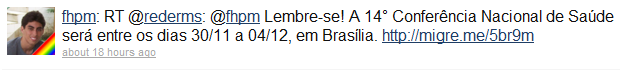 fhpm: RT @rederms: @fhpm Lembre-se! A 14° Conferência Nacional de Saúde
será entre os dias 30/11 a 04/12, em Brasília. http://migre.me/5br9m
about 18 hours ago